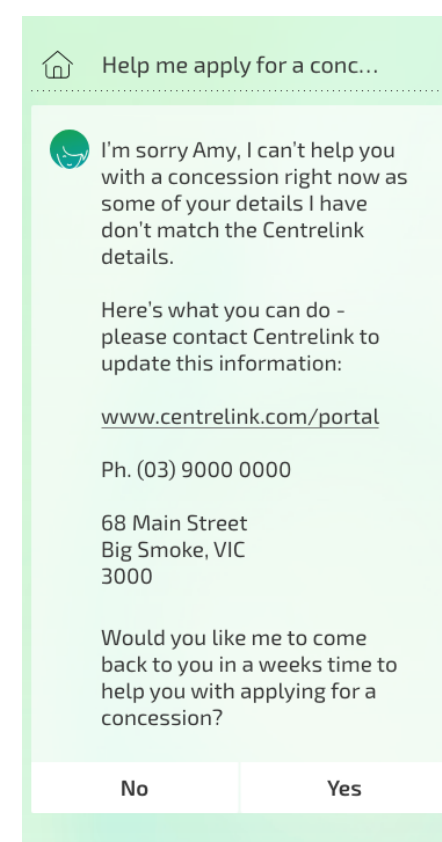 Help me apply for a conc...
I'm sorry Amy, I can't help you
with a concession right now as
some of your details I have
don't match the Centrelink
details.
Here's what you can do -
please contact Centrelink to
update this information:
www.centrelink.com/portal
Ph. (03) 9000 0000
68 Main Street
Big Smoke, VIC
3000
Would you like me to come
back to you in a weeks time to
help you with applying for a
concession?
No
Yes